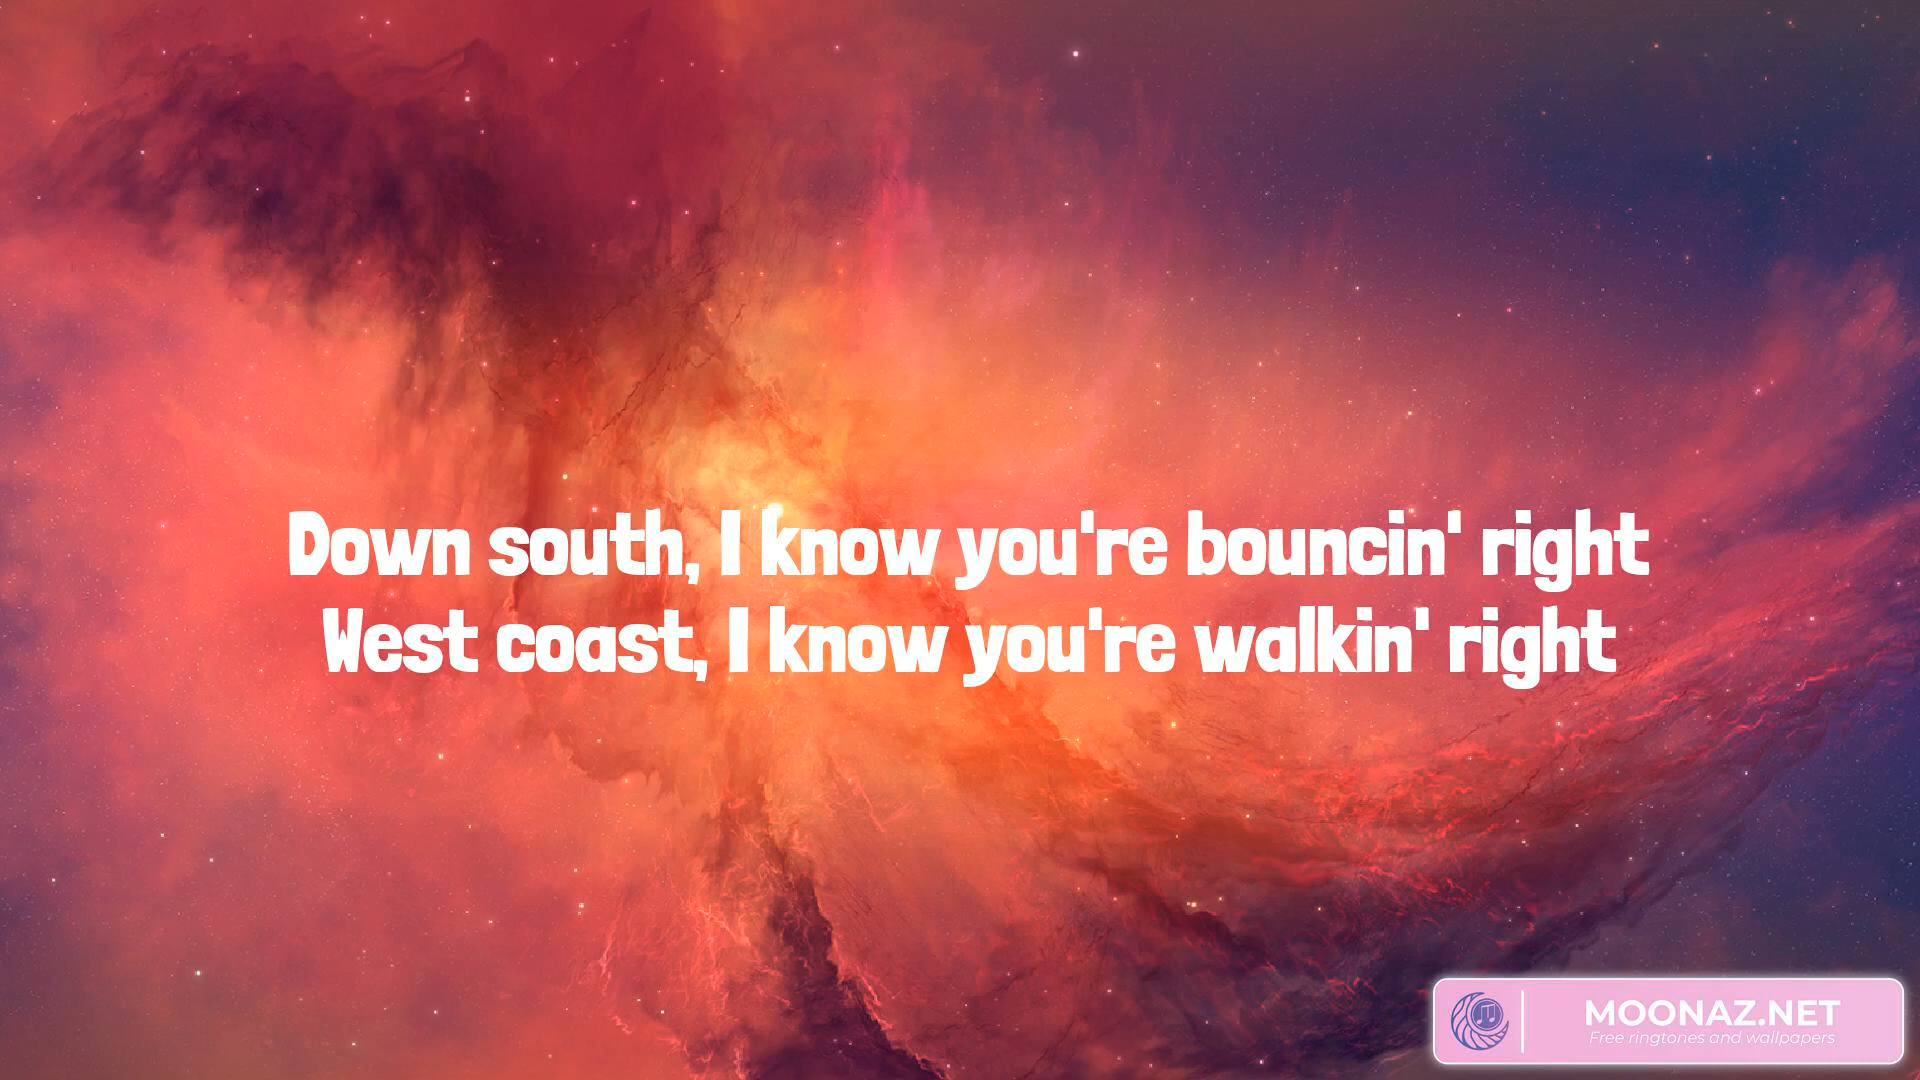 Down south, I know you're bouncin' right
West coast, I know you're walkin' right
MOONAZ.NET
Free ringtones and wallpapers